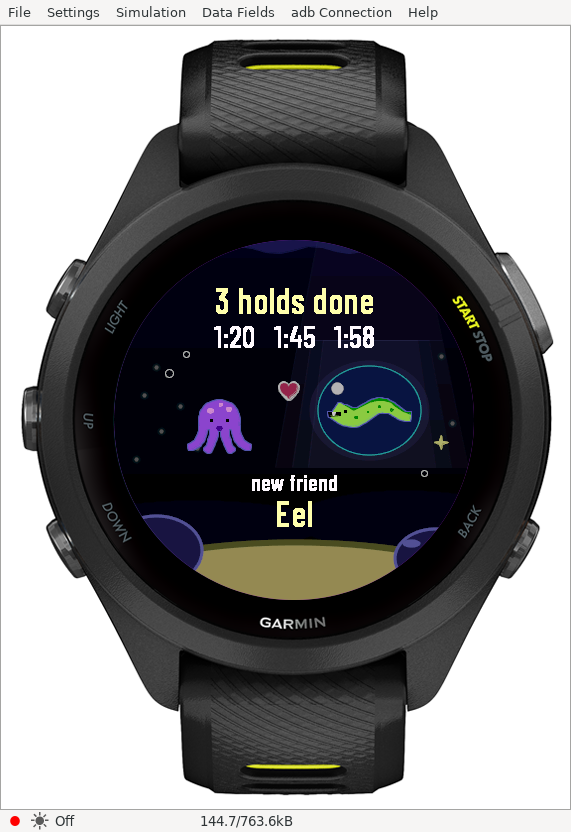 File Settings Simulation Data Fields adb Connection Help
LIGHT
START STOP
3 holds done
1:20 1:45 1:58
UP
new friend
Eel
DOWN
BACK
GARMIN
Off 144.7/763.6kB